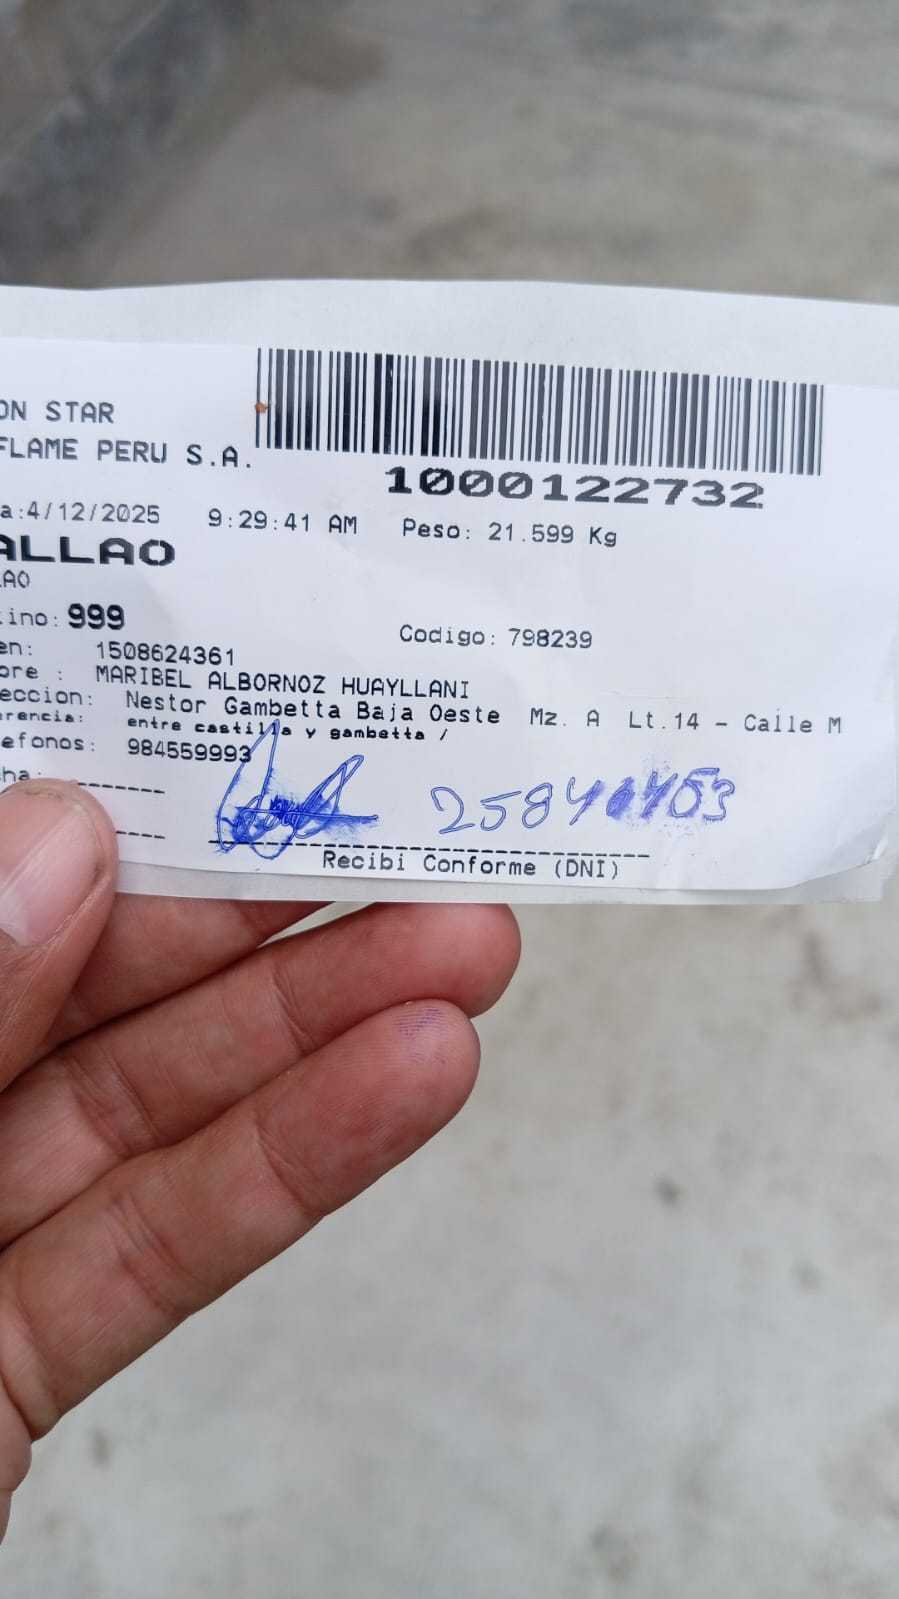 ON STAR
FLAME PERU S.A.
1000122732
a:4/12/2025 9:29:41 AM Peso: 21.599 Kg
ALLAO
AO
ino: 999
Codigo: 798239
en: 1508624361
bre : MARIBEL ALBORNOZ HUAYLLANI
eccion: Nestor Gambetta Baja Oeste Mz. A Lt.14 - Calle M
erencia: entre castilla y gambetta /
efonos: 984559993
ha:
Recibi Conforme (DNI)